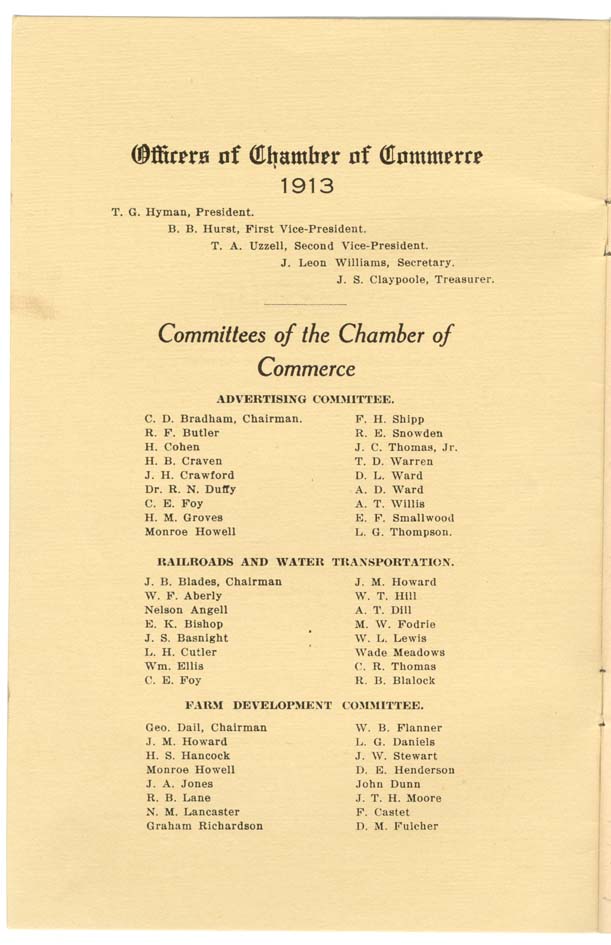 Officers of Chamber of Commerce
1913
T. G. Hyman, President.
B. B. Hurst, First Vice-President.
T. A. Uzzell, Second Vice-President.
J. Leon Williams, Secretary.
J. S. Claypoole, Treasurer.
Committees of the Chamber of
Commerce
ADVERTISING COMMITTEE.
C. D. Bradham, Chairman.
R. F. Butler
H. Cohen
H. B. Craven
J. H. Crawford
Dr. R. N. Duffy
C. E. Foy
H. M. Groves
Monroe Howell
F. H. Shipp
R. E. Snowden
J. C. Thomas, Jr.
T. D. Warren
D. L. Ward
A. D. Ward
A. T. Willis
E. F. Smallwood
L. G. Thompson.
RAILROADS AND WATER TRANSPORTATION.
J. B. Blades, Chairman
W. F. Aberly
Nelson Angell
E. K. Bishop
J. S. Basnight
L. H. Cutler
Wm. Ellis
C. E. Foy
J. M. Howard
W. T. Hill
A. T. Dill
M. W. Fodrie
W. L. Lewis
Wade Meadows
C. R. Thomas
R. B. Blalock
FARM DEVELOPMENT COMMITTEE.
Geo. Dail, Chairman
J. M. Howard
H. S. Hancock
Monroe Howell
J. A. Jones
R. B. Lane
N. M. Lancaster
Graham Richardson
W. B. Flanner
L. G. Daniels
J. W. Stewart
D. E. Henderson
John Dunn
J. T. H. Moore
F. Castet
D. M. Fulcher